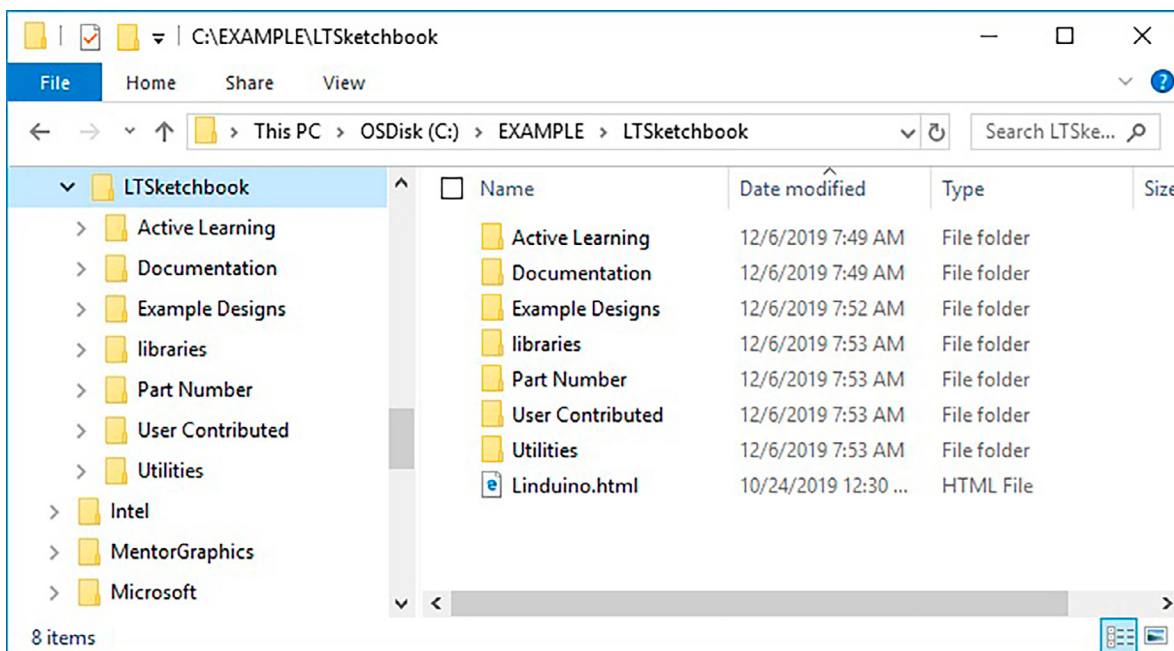 C:\EXAMPLE\LTSketchbook
File Home Share View
This PC > OSDisk (C:) > EXAMPLE > LTSketchbook Search LTSke...
LTSketchbook
Active Learning
Documentation
Example Designs
libraries
Part Number
User Contributed
Utilities
Intel
MentorGraphics
Microsoft
Name Date modified Type Size
Active Learning 12/6/2019 7:49 AM File folder
Documentation 12/6/2019 7:49 AM File folder
Example Designs 12/6/2019 7:52 AM File folder
libraries 12/6/2019 7:53 AM File folder
Part Number 12/6/2019 7:53 AM File folder
User Contributed 12/6/2019 7:53 AM File folder
Utilities 12/6/2019 7:53 AM File folder
Linduino.html 10/24/2019 12:30 ... HTML File
8 items